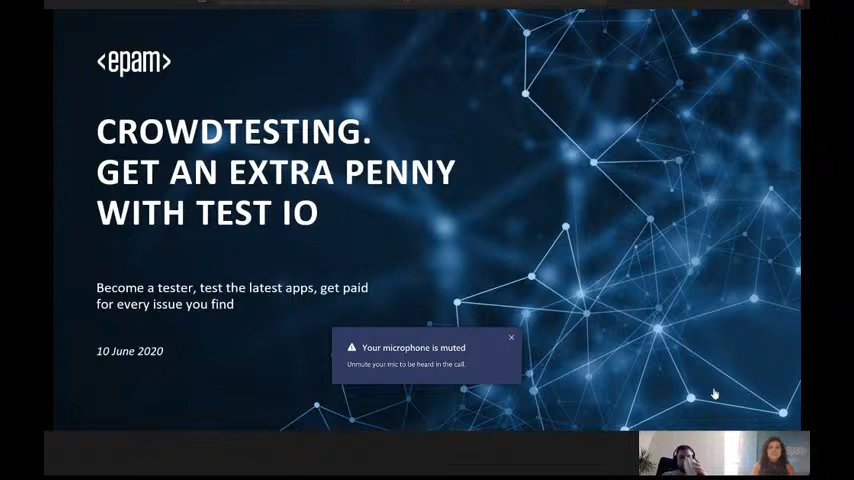 <epam>
CROWDTESTING.
GET AN EXTRA PENNY
WITH TEST IO
Become a tester, test the latest apps, get paid
for every issue you find
10 June 2020
Your microphone is muted
Unmute your mic to be heard in the call.